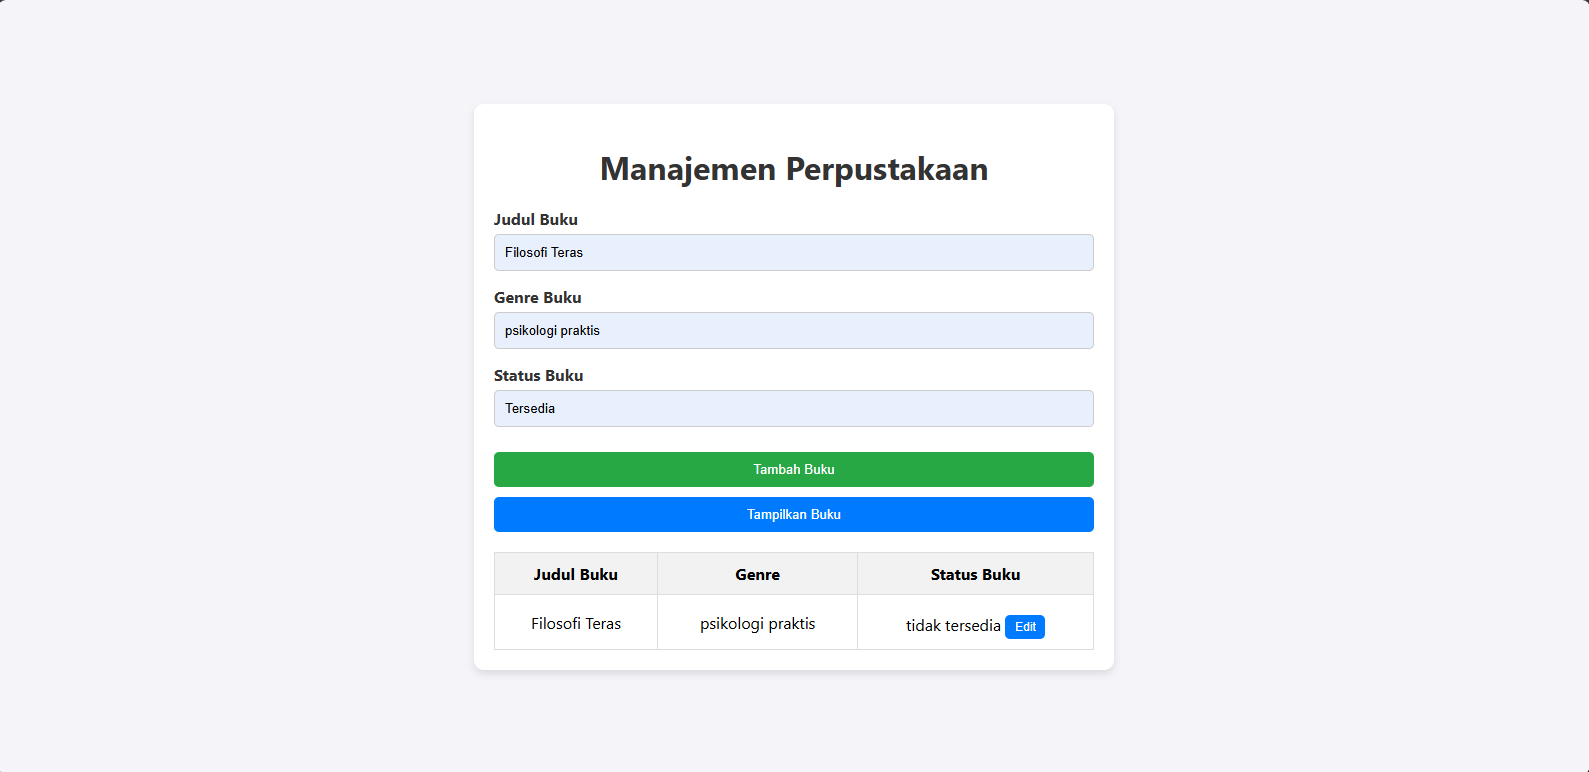 Manajemen Perpustakaan
Judul Buku
Filosofi Teras
Genre Buku
psikologi praktis
Status Buku
Tersedia
Tambah Buku
Tampilkan Buku
Judul Buku Genre Status Buku
Filosofi Teras psikologi praktis tidak tersedia Edit